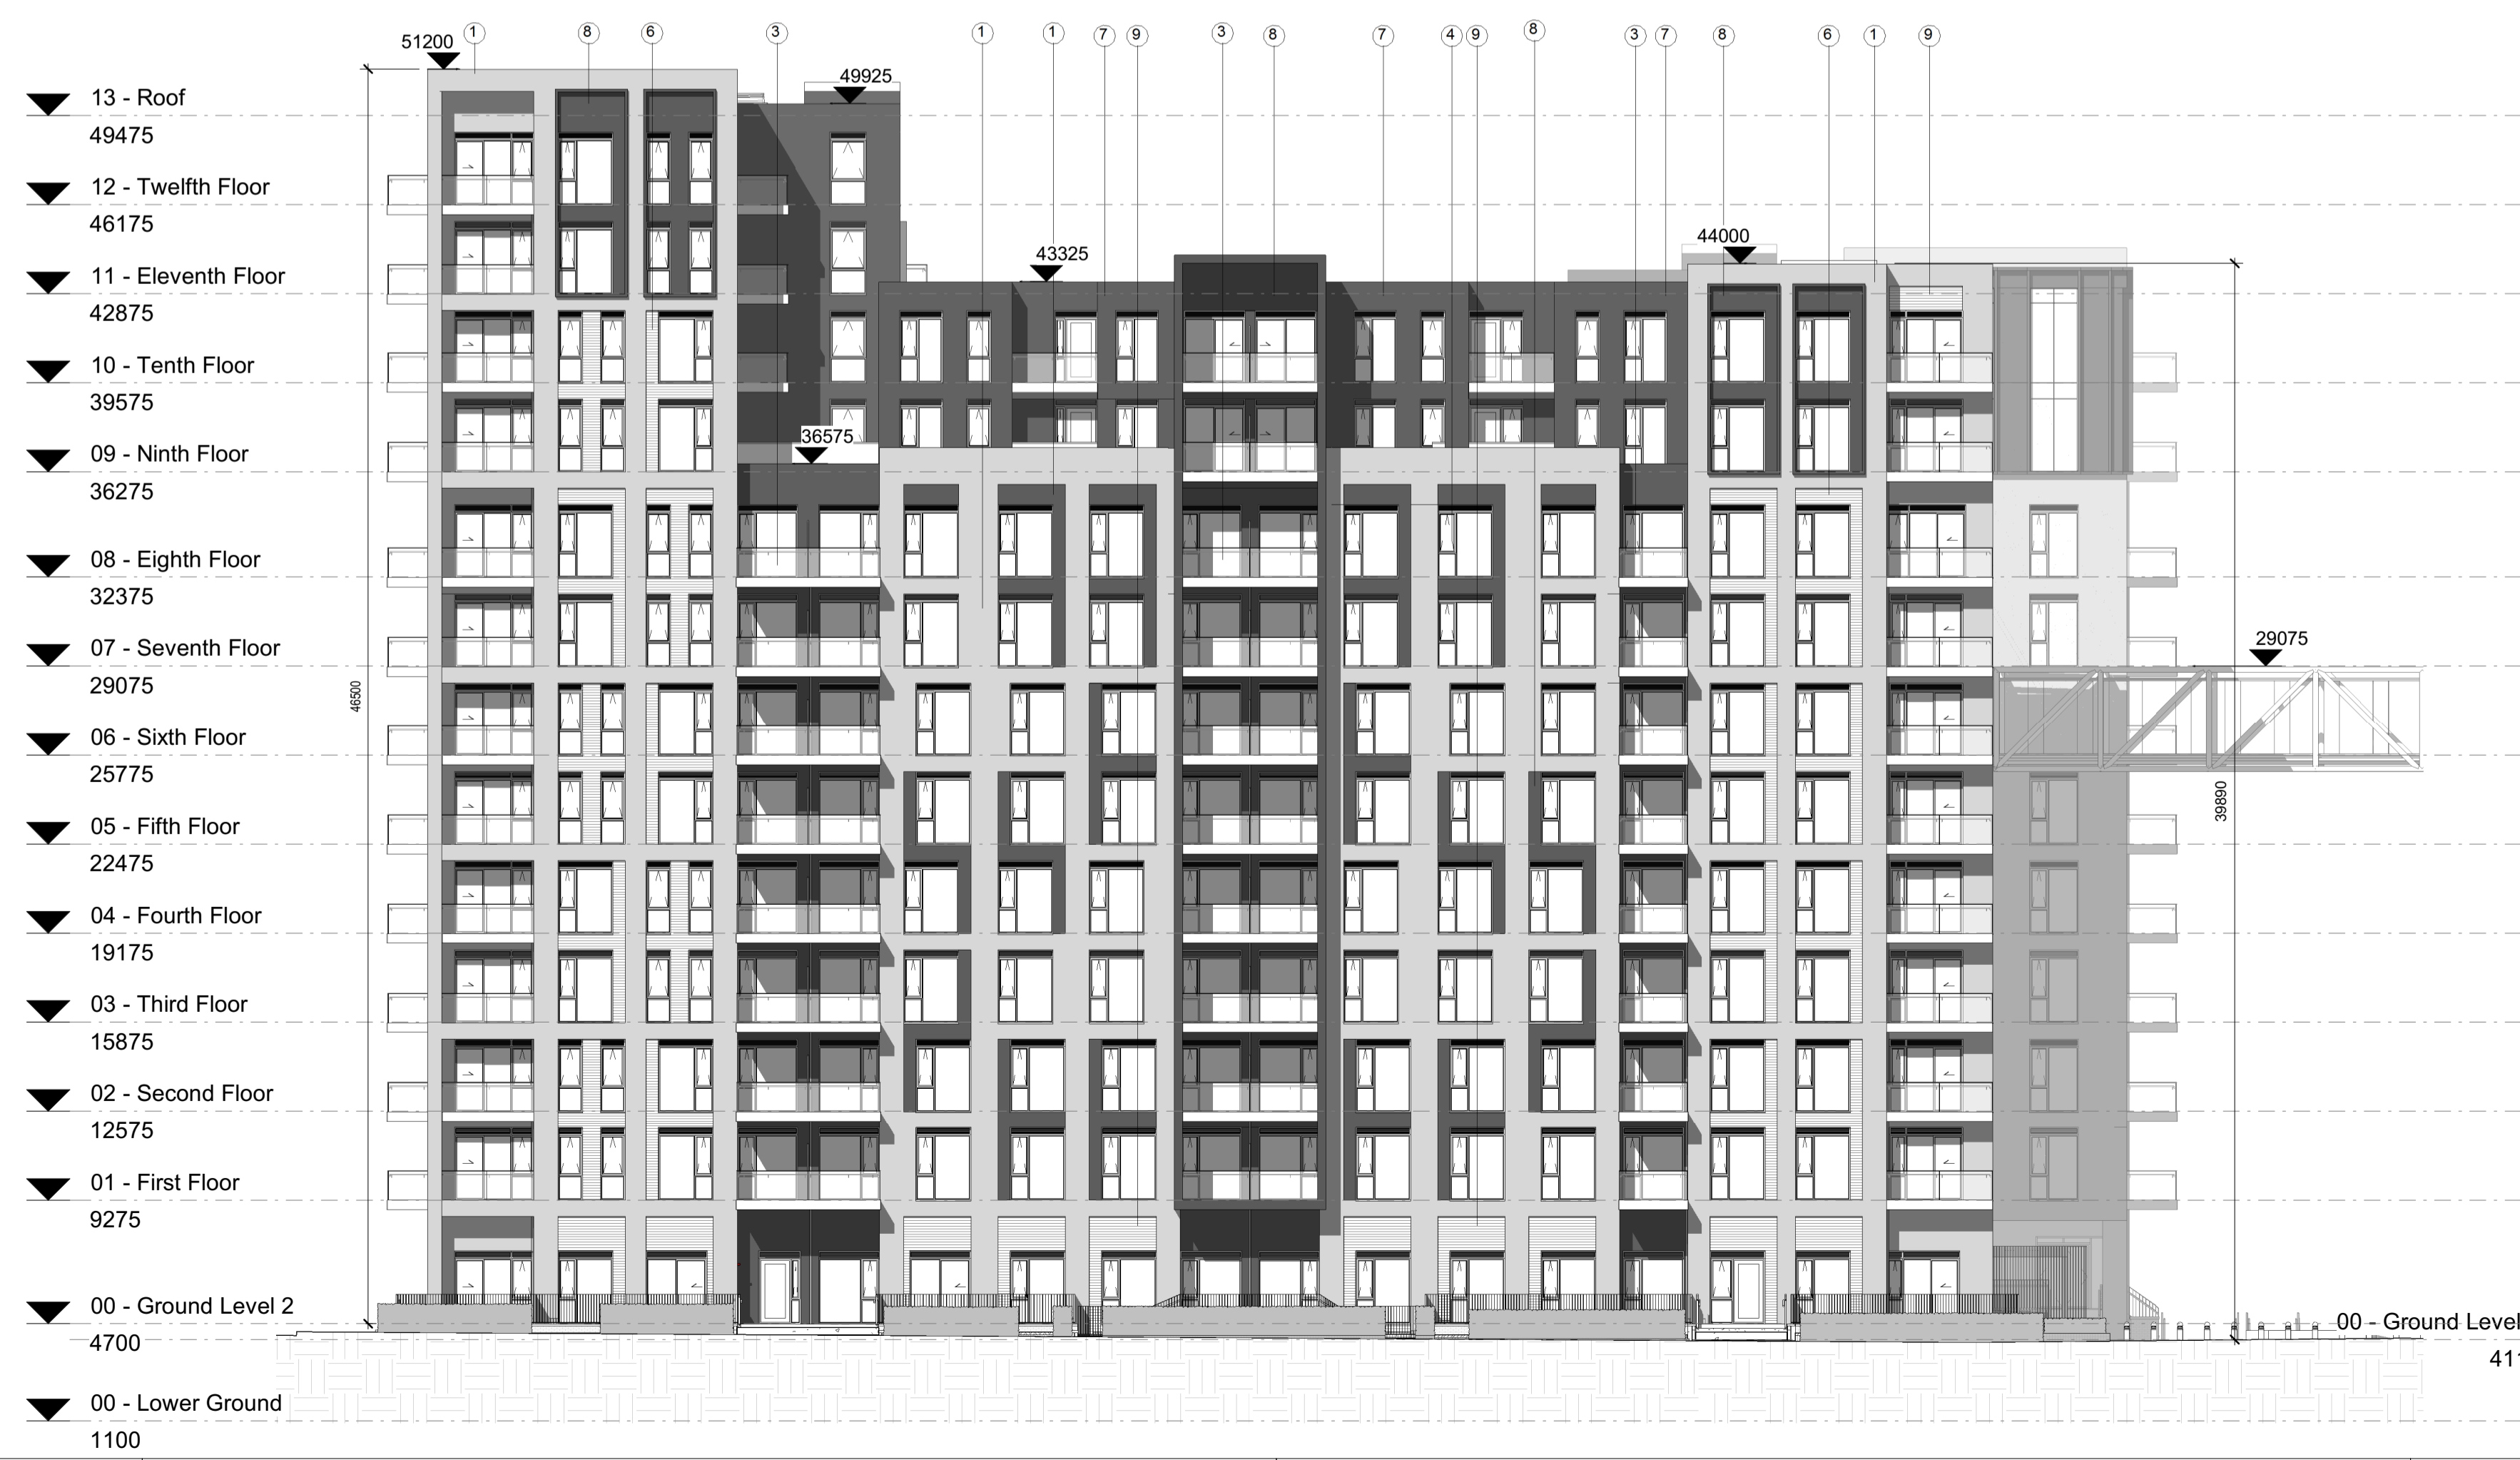 1 8 6 3 1 1 7 9 3 8 7 4 9 8 3 7 8 6 1 9
51200
49925
13 - Roof
49475
12 - Twelfth Floor
46175
44000
43325
11 - Eleventh Floor
42875
10 - Tenth Floor
39575
36575
09 - Ninth Floor
36275
08 - Eighth Floor
32375
29075
07 - Seventh Floor
29075
46500
06 - Sixth Floor
25775
39890
05 - Fifth Floor
22475
04 - Fourth Floor
19175
03 - Third Floor
15875
02 - Second Floor
12575
01 - First Floor
9275
00 - Ground Level 2
4700
00 - Ground Level
411
00 - Lower Ground
1100